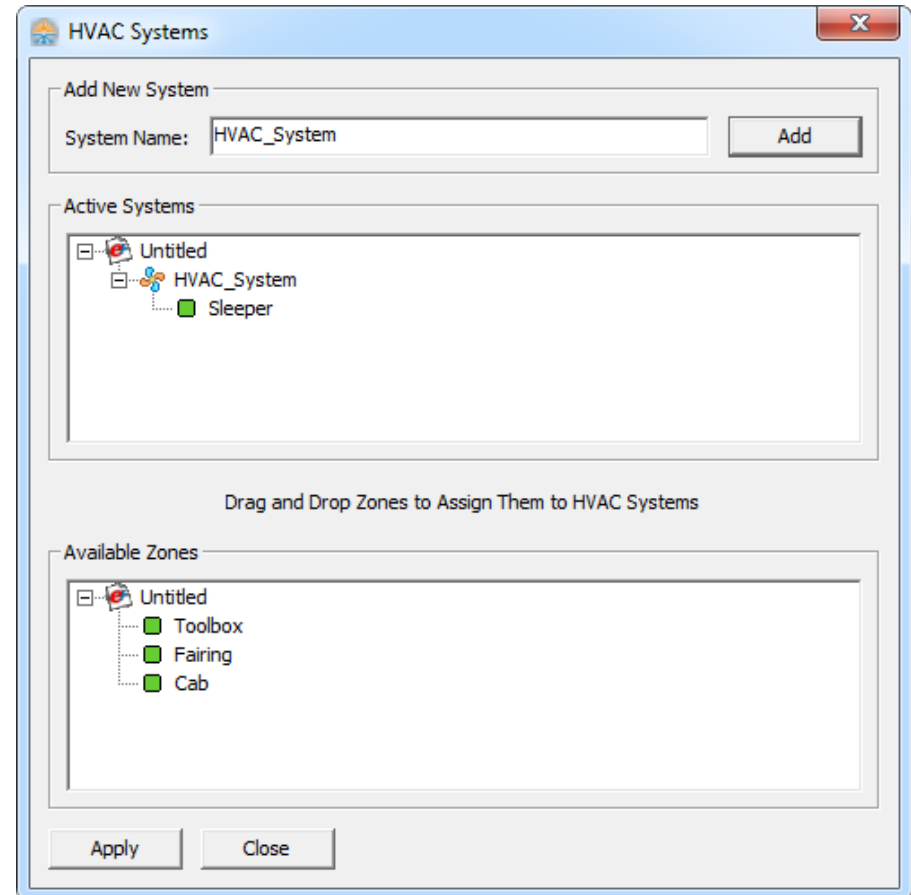 HVAC Systems
Add New System
System Name: HVAC_System Add
Active Systems
Untitled
HVAC_System
Sleeper
Drag and Drop Zones to Assign Them to HVAC Systems
Available Zones
Untitled
Toolbox
Fairing
Cab
Apply Close